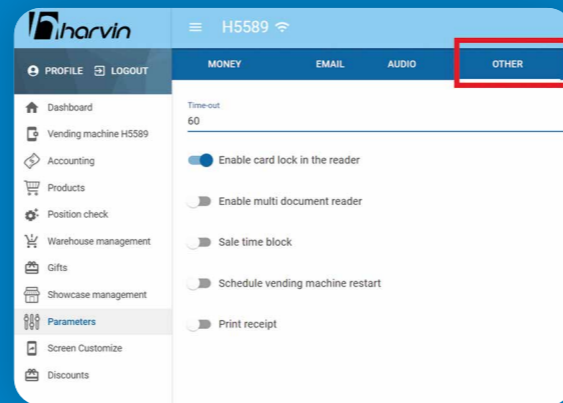 harvin
H5589
PROFILE LOGOUT
MONEY EMAIL AUDIO OTHER
Dashboard
Vending machine H5589
Accounting
Products
Position check
Warehouse management
Gifts
Showcase management
Parameters
Screen Customize
Discounts
Time-out
60
Enable card lock in the reader
Enable multi document reader
Sale time block
Schedule vending machine restart
Print receipt